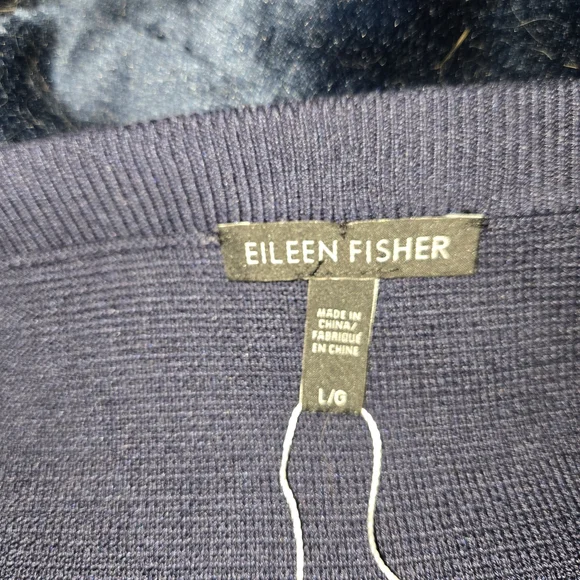 EILEEN FISHER
MADE IN
CHINA/
FABRIQUÉ
EN CHINE
L/G